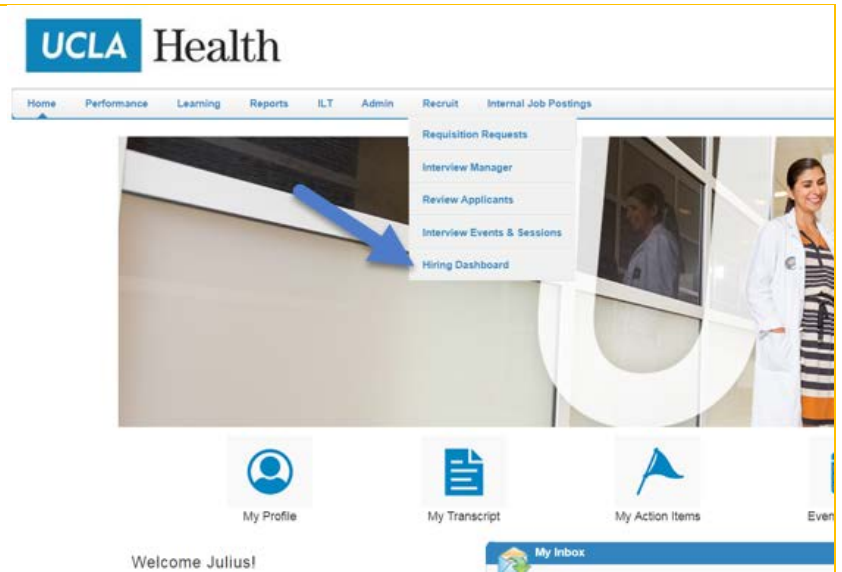 UCLA Health
Home Performance Learning Reports ILT Admin Recruit Internal Job Postings
Requisition Requests
Interview Manager
Review Applicants
Interview Events & Sessions
Hiring Dashboard
My Profile My Transcript My Action Items Even
Welcome Julius!
My Inbox